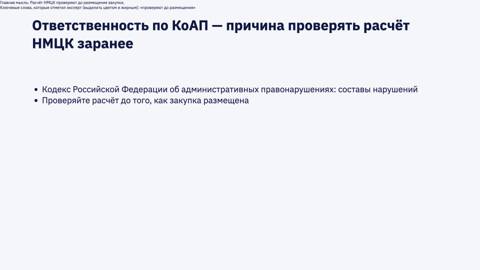 Главная мысль: Расчёт НМЦК проверяют до размещения закупки.
Ключевые слова, которые отметил эксперт (выделить цветом и жирным): «проверяют до размещения»
Ответственность по КоАП — причина проверять расчёт
НМЦК заранее
• Кодекс Российской Федерации об административных правонарушениях: составы нарушений
• Проверяйте расчёт до того, как закупка размещена